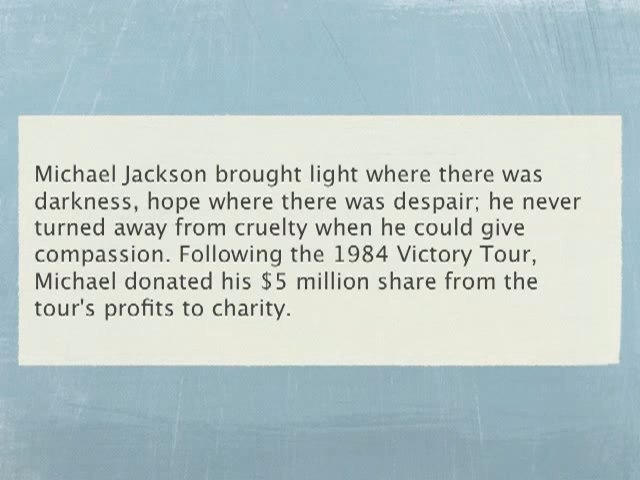 Michael Jackson brought light where there was
darkness, hope where there was despair; he never
turned away from cruelty when he could give
compassion. Following the 1984 Victory Tour,
Michael donated his $5 million share from the
tour's profits to charity.